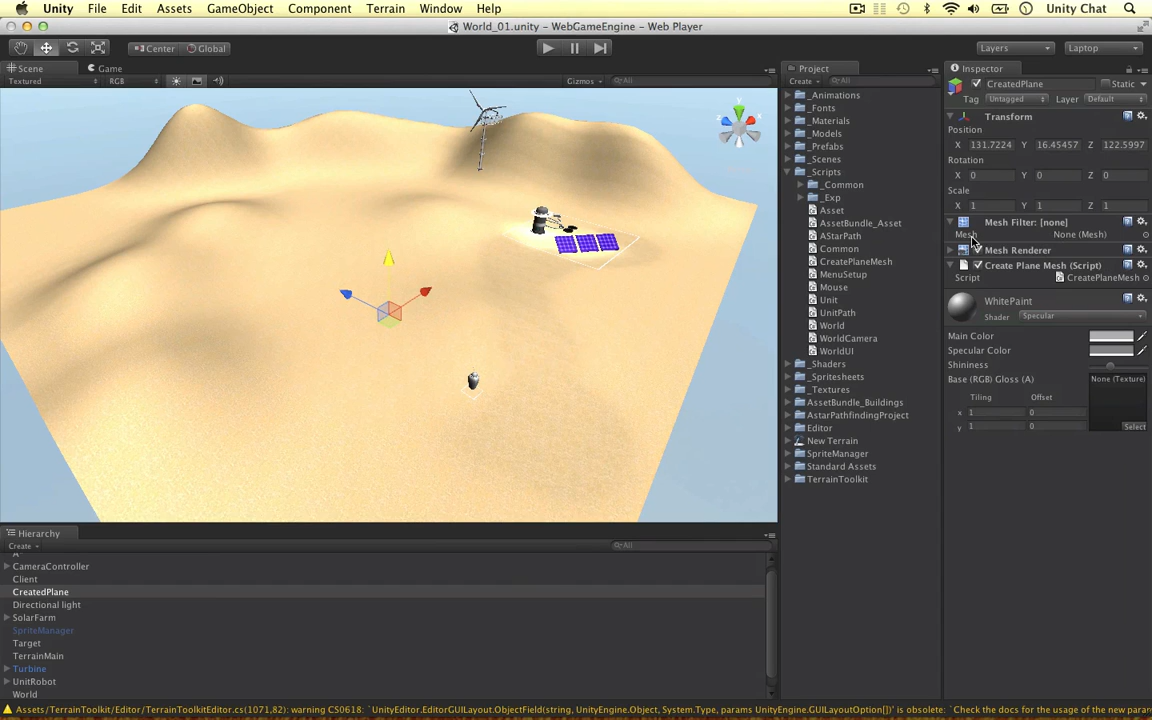 Unity File Edit Assets GameObject Component Terrain Window Help Unity Chat
World_01.unity - WebGameEngine - Web Player
Center Global Layers Laptop
Scene Game
Textured RGB Gizmos All
Project
Create All
_Animations
_Fonts
_Materials
_Models
_Prefabs
_Scenes
_Scripts
_Common
_Exp
Asset
AssetBundle_Asset
AStarPath
Common
CreatePlaneMesh
MenuSetup
Mouse
Unit
UnitPath
World
WorldCamera
WorldUI
_Shaders
_Spritesheets
_Textures
AssetBundle_Buildings
AstarPathfindingProject
Editor
New Terrain
SpriteManager
Standard Assets
TerrainToolkit
Inspector
CreatedPlane Static
Tag Untagged Layer Default
Transform
Position
X 131.7224 Y 16.45457 Z 122.5997
Rotation
X 0 Y 0 Z 0
Scale
X 1 Y 1 Z 1
Mesh Filter: [none]
Mesh None (Mesh)
Mesh Renderer
Create Plane Mesh (Script)
Script CreatePlaneMesh
WhitePaint
Shader Specular
Main Color
Specular Color
Shininess
Base (RGB) Gloss (A) None (Texture)
Tiling Offset
x 1 0
y 1 0 Select
y x
Hierarchy
Create All
CameraController
Client
CreatedPlane
Directional light
SolarFarm
SpriteManager
Target
TerrainMain
Turbine
UnitRobot
World
Assets/TerrainToolkit/Editor/TerrainToolkitEditor.cs(1071,82): warning CS0618: `UnityEditor.EditorGUILayout.ObjectField(string, UnityEngine.Object, System.Type, params UnityEngine.GUILayoutOption[])' is obsolete: `Check the docs for the usage of the new param